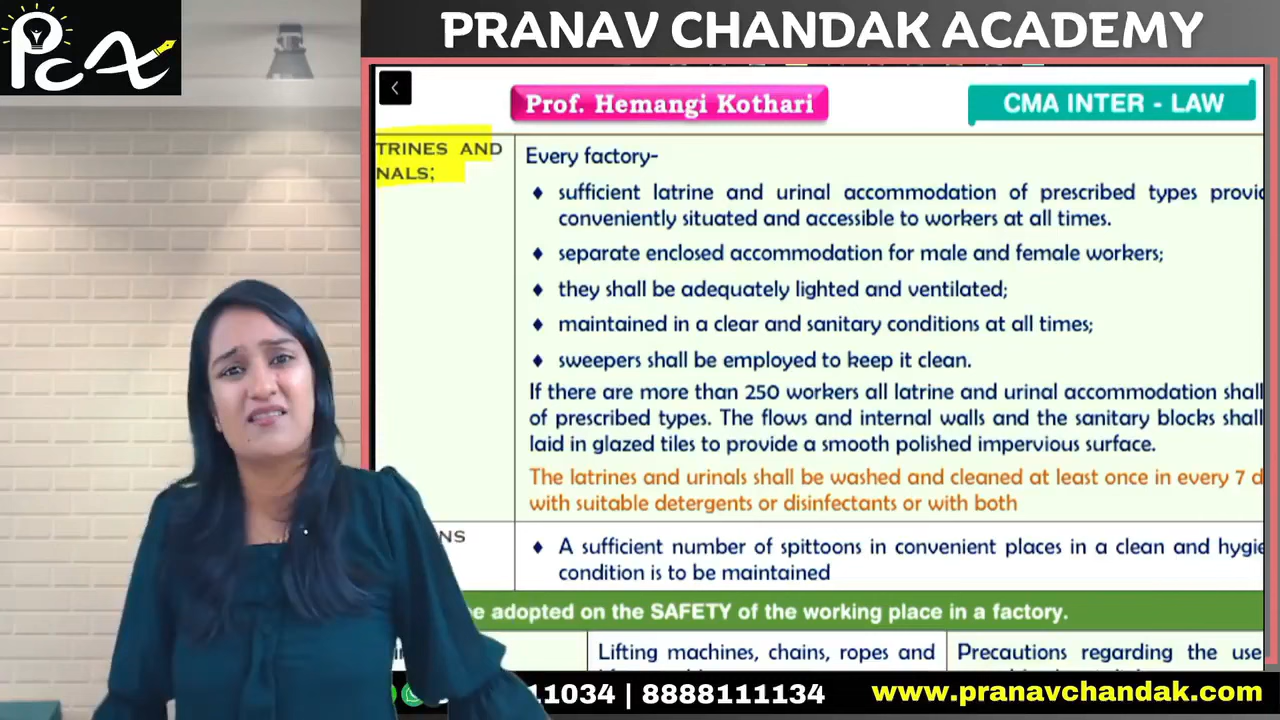 PCA
PRANAV CHANDAK ACADEMY
Prof. Hemangi Kothari
CMA INTER - LAW
TRINES AND
NALS;
Every factory-
♦ sufficient latrine and urinal accommodation of prescribed types
conveniently situated and accessible to workers at all times.
♦ separate enclosed accommodation for male and female workers;
♦ they shall be adequately lighted and ventilated;
♦ maintained in a clear and sanitary conditions at all times;
♦ sweepers shall be employed to keep it clean.
If there are more than 250 workers all latrine and urinal accommodation shall
of prescribed types. The flows and internal walls and the sanitary blocks shall
laid in glazed tiles to provide a smooth polished impervious surface.
The latrines and urinals shall be washed and cleaned at least once in every 7 d
with suitable detergents or disinfectants or with both
NS
♦ A sufficient number of spittoons in convenient places in a clean and hygie
condition is to be maintained
e adopted on the SAFETY of the working place in a factory.
Lifting machines, chains, ropes and
Precautions regarding the use
11034 | 8888111134
www.pranavchandak.com